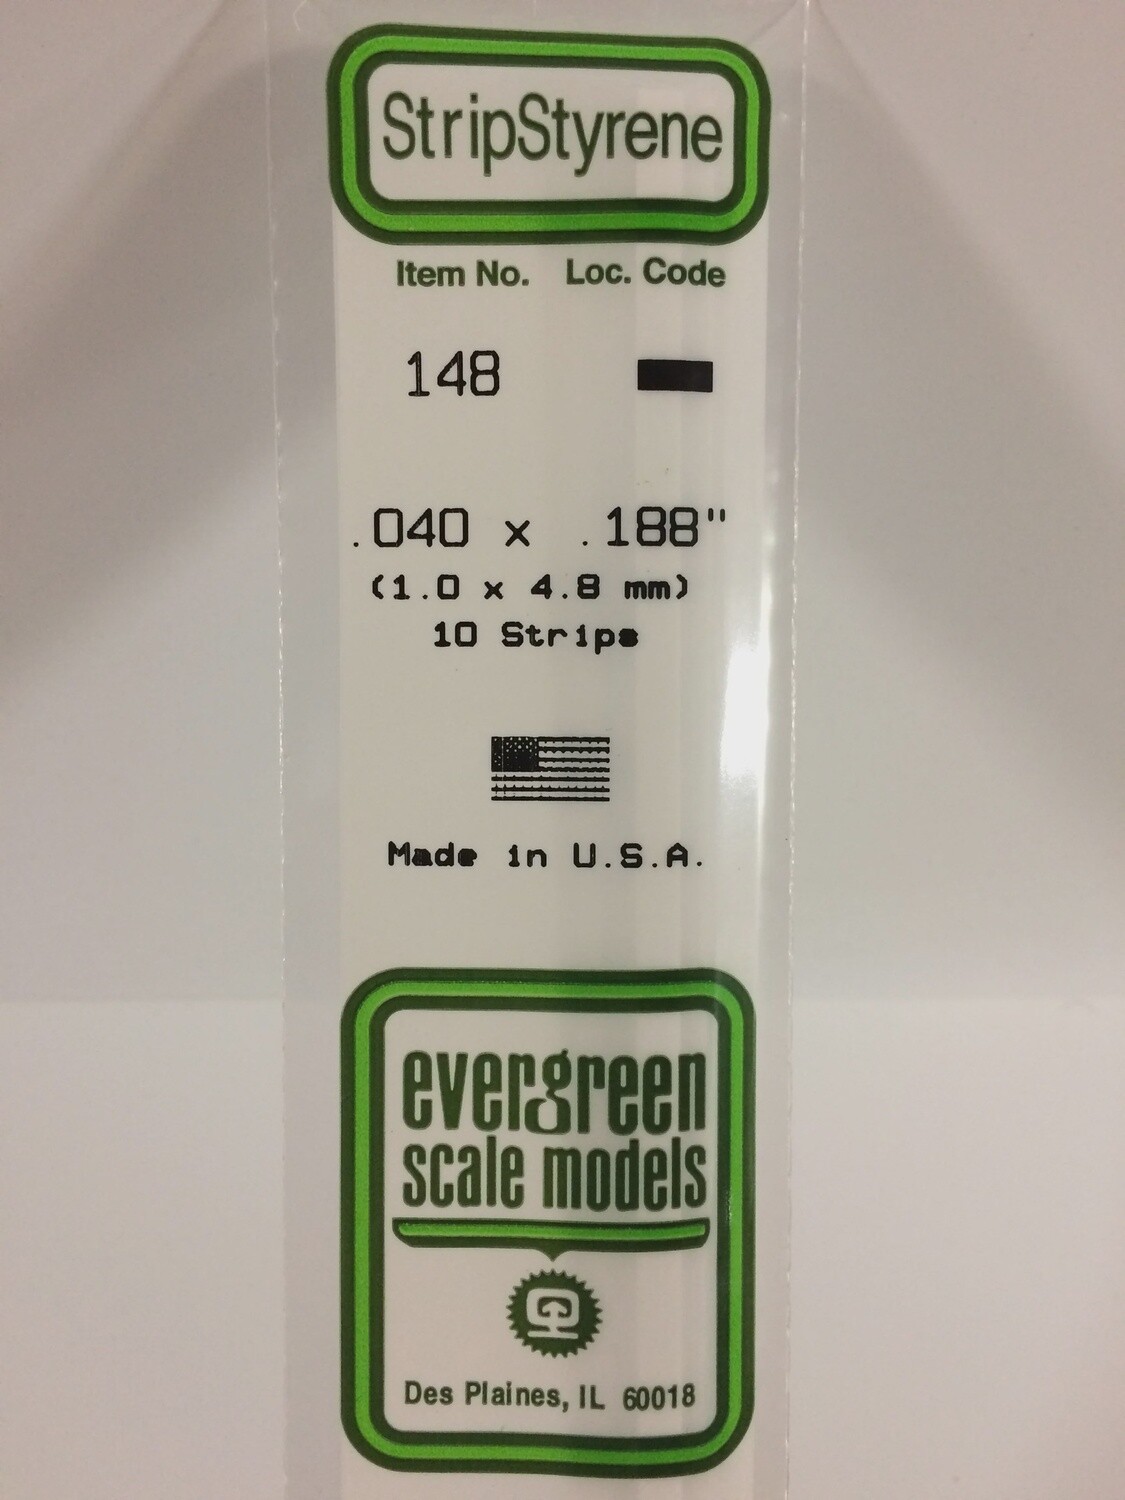 StripStyrene
Item No. Loc. Code
148
.040 x .188"
(1.0 x 4.8 mm)
10 Strips
Made in U.S.A.
evergreen
scale models
Des Plaines, IL 60018